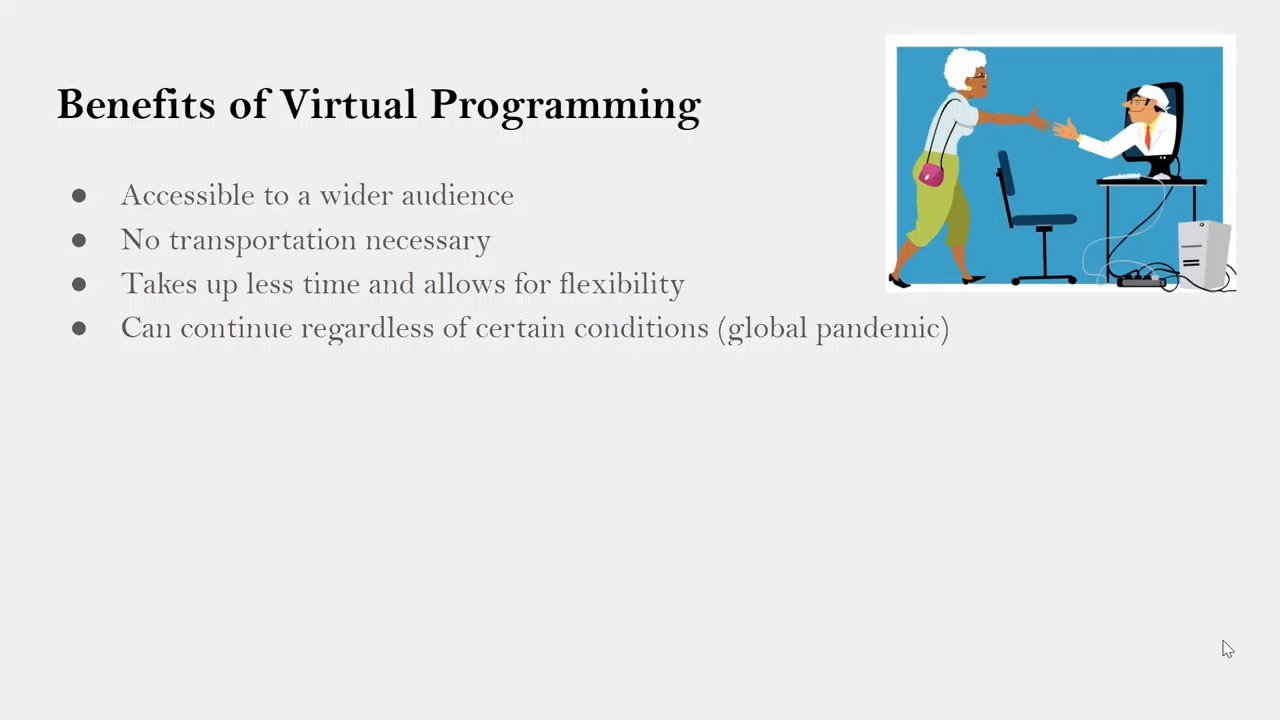 Benefits of Virtual Programming
● Accessible to a wider audience
● No transportation necessary
● Takes up less time and allows for flexibility
● Can continue regardless of certain conditions (global pandemic)